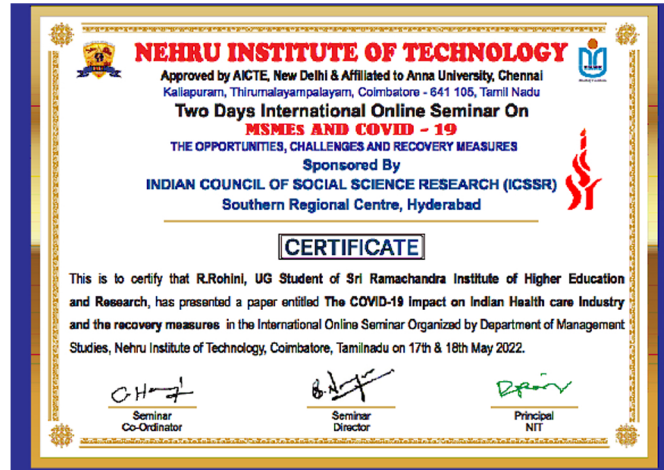 NEHRU INSTITUTE OF TECHNOLOGY
Approved by AICTE, New Delhi & Affiliated to Anna University, Chennai
Kaliapuram, Thirumalayampalayam, Coimbatore - 641 105, Tamil Nadu
Two Days International Online Seminar On
MSMEs AND COVID - 19
THE OPPORTUNITIES, CHALLENGES AND RECOVERY MEASURES
Sponsored By
INDIAN COUNCIL OF SOCIAL SCIENCE RESEARCH (ICSSR)
Southern Regional Centre, Hyderabad
CERTIFICATE
This is to certify that R.Rohini, UG Student of Sri Ramachandra Institute of Higher Education
and Research, has presented a paper entitled The COVID-19 Impact on Indian Health care Industry
and the recovery measures in the International Online Seminar Organized by Department of Management
Studies, Nehru Institute of Technology, Coimbatore, Tamilnadu on 17th & 18th May 2022.
Seminar
Co-Ordinator
Seminar
Director
Principal
NIT